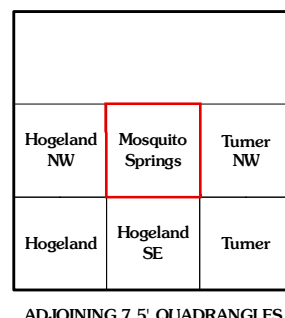 Hogeland
NW
Mosquito
Springs
Turner
NW
Hogeland
Hogeland
SE
Turner
ADJOINING 7.5' QUADRANGLES